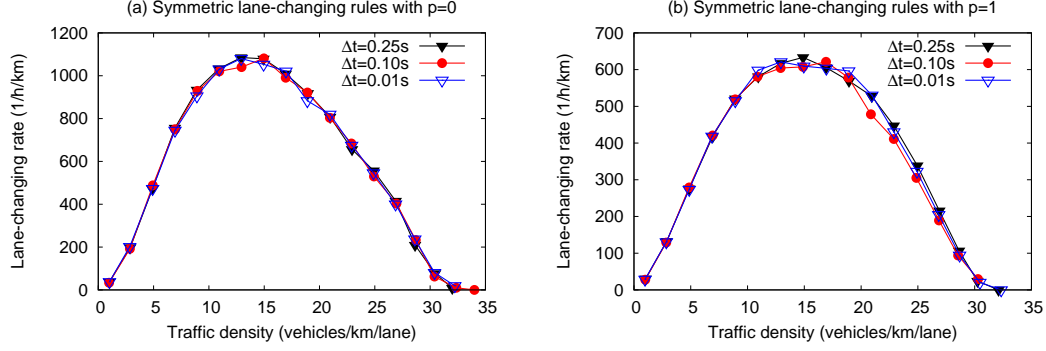 (a) Symmetric lane-changing rules with p=0
Lane-changing rate (1/h/km)
1200
1000
800
600
400
200
0
Δt=0.25s
Δt=0.10s
Δt=0.01s
0 5 10 15 20 25 30 35
Traffic density (vehicles/km/lane)
(b) Symmetric lane-changing rules with p=1
Lane-changing rate (1/h/km)
700
600
500
400
300
200
100
0
Δt=0.25s
Δt=0.10s
Δt=0.01s
0 5 10 15 20 25 30 35
Traffic density (vehicles/km/lane)